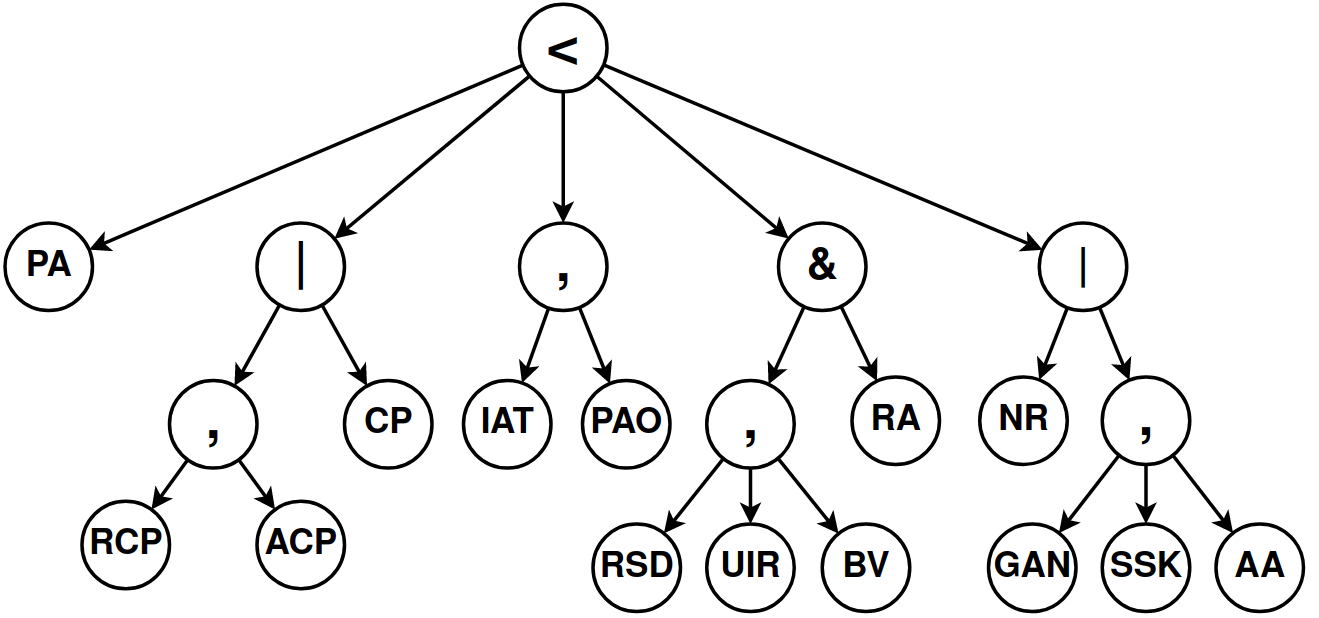 <
PA
|
,
&
|
,
CP
IAT
PAO
,
RA
NR
,
RCP
ACP
RSD
UIR
BV
GAN
SSK
AA